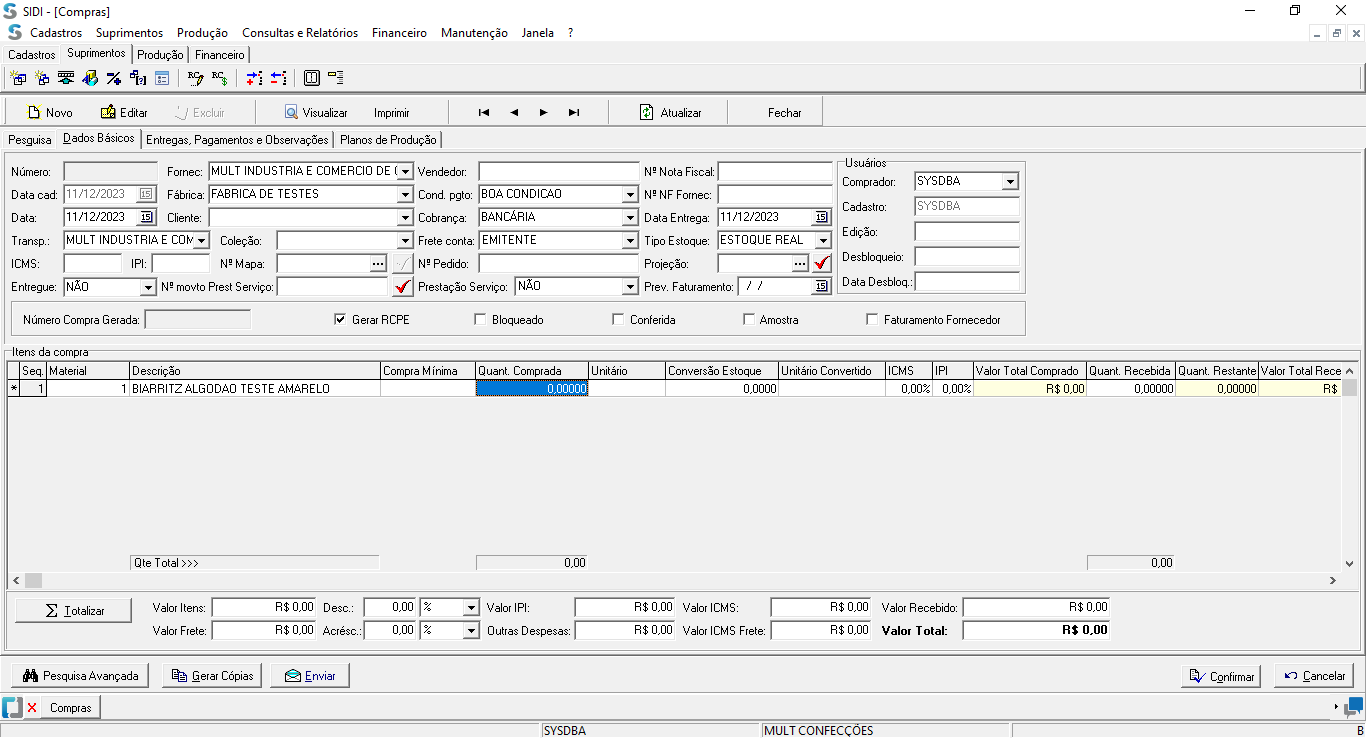 SIDI - [Compras]
Cadastros Suprimentos Produção Consultas e Relatórios Financeiro Manutenção Janela ?
Cadastros Suprimentos Produção Financeiro
Novo Editar Excluir Visualizar Imprimir Atualizar Fechar
Pesquisa Dados Básicos Entregas, Pagamentos e Observações Planos de Produção
Usuários
Número: Fornec: MULT INDUSTRIA E COMERCIO DE ( Vendedor: Nº Nota Fiscal: Comprador: SYSDBA
Data cad: 11/12/2023 15 Fábrica: FABRICA DE TESTES Cond. pgto: BOA CONDICAO Nº NF Fornec: Cadastro: SYSDBA
Data: 11/12/2023 15 Cliente: Cobrança: BANCÁRIA Data Entrega: 11/12/2023 15 Edição:
Transp.: MULT INDUSTRIA E COM Coleção: Frete conta: EMITENTE Tipo Estoque: ESTOQUE REAL Desbloqueio:
ICMS: IPI: Nº Mapa: ... Nº Pedido: Projeção: ... Data Desbloq.:
Entregue: NÃO Nº movto Prest Serviço: Prestação Serviço: NÃO Prev. Faturamento: / / 15
Número Compra Gerada: Gerar RCPE Bloqueado Conferida Amostra Faturamento Fornecedor
Itens da compra
Seq. Material Descrição Compra Mínima Quant. Comprada Unitário Conversão Estoque Unitário Convertido ICMS IPI Valor Total Comprado Quant. Recebida Quant. Restante Valor Total Rece
* 1 1 BIARRITZ ALGODAO TESTE AMARELO 0,00000 0,0000 0,00% 0,00% R$ 0,00 0,00000 0,00000 R$
Qte Total >>> 0,00 0,00
Σ Totalizar Valor Itens: R$ 0,00 Desc.: 0,00 % Valor IPI: R$ 0,00 Valor ICMS: R$ 0,00 Valor Recebido: R$ 0,00
Valor Frete: R$ 0,00 Acrésc.: 0,00 % Outras Despesas: R$ 0,00 Valor ICMS Frete: R$ 0,00 Valor Total: R$ 0,00
Pesquisa Avançada Gerar Cópias Enviar Confirmar Cancelar
Compras
SYSDBA MULT CONFECÇÕES B